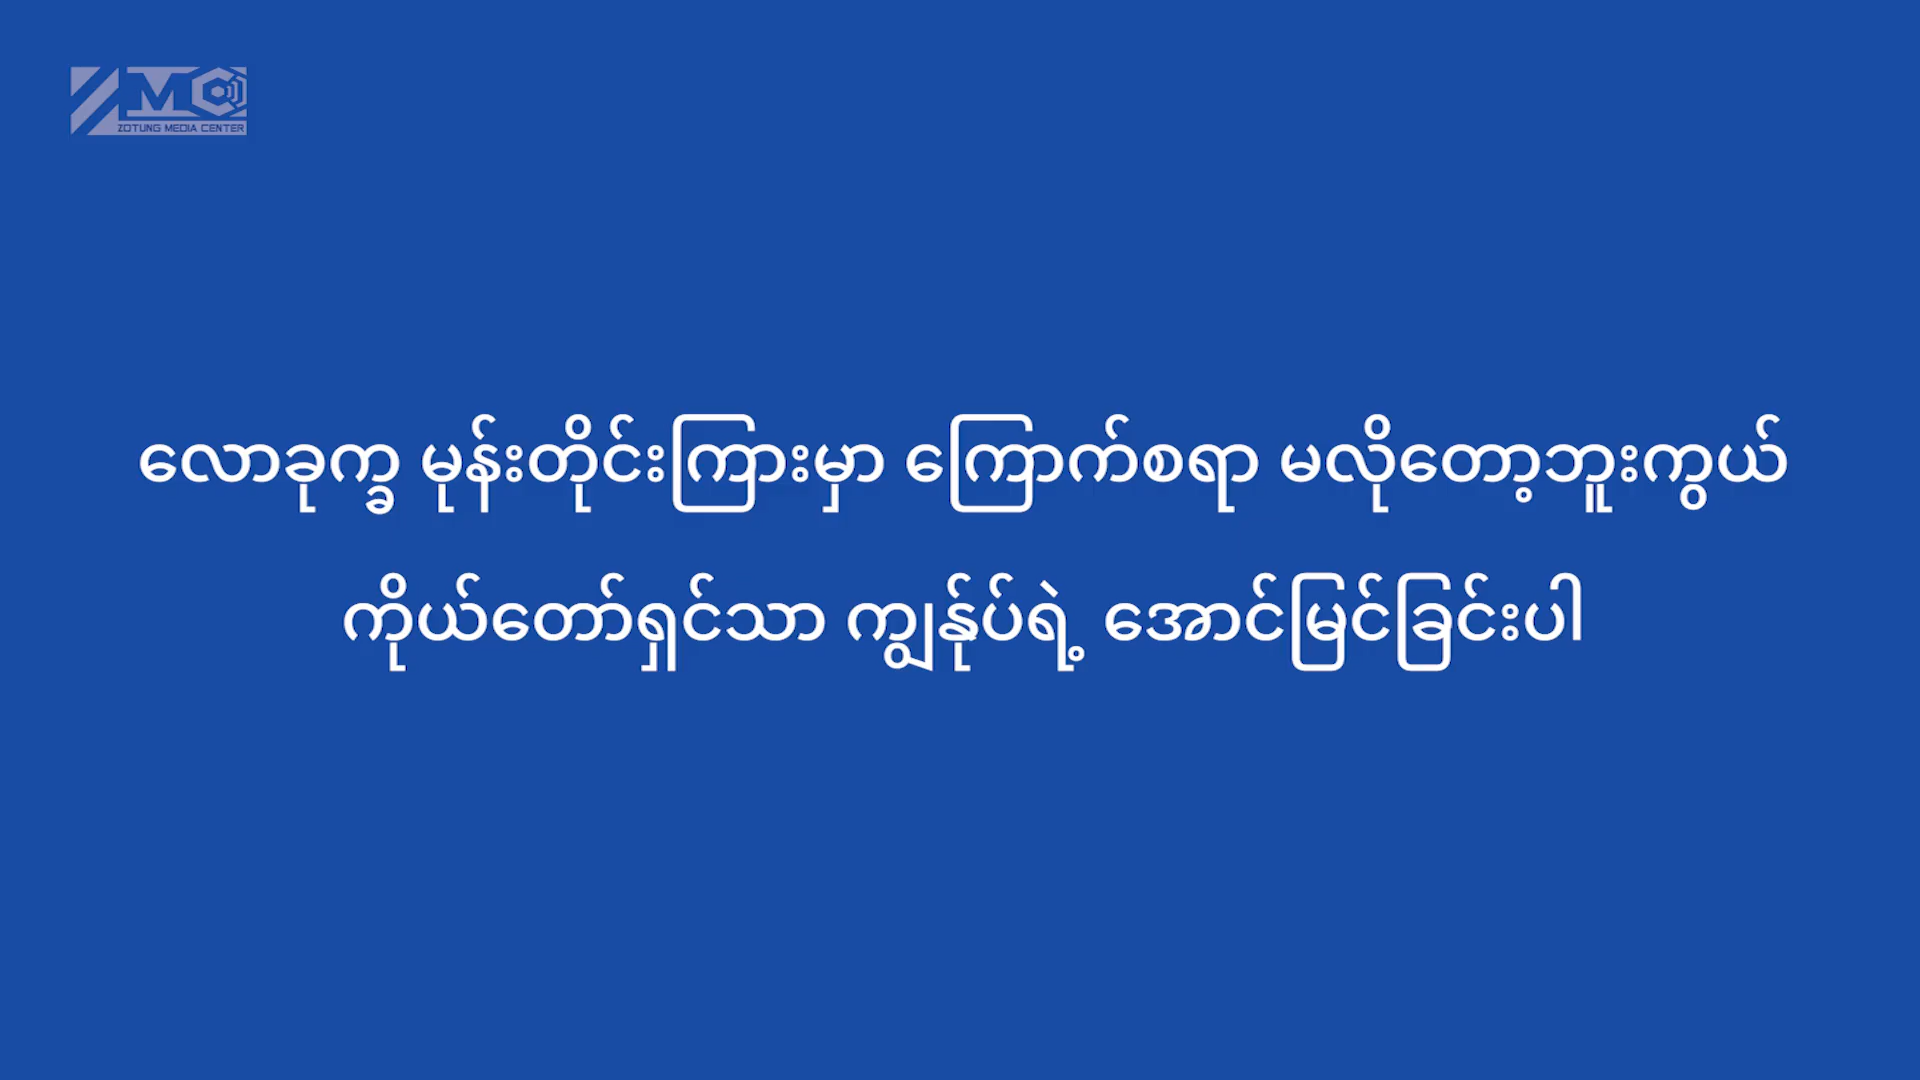 ZMC
ZOTUNG MEDIA CENTER
လောခုက္ခ မုန်းတိုင်းကြားမှာ ကြောက်စရာ မလိုတော့ဘူးကွယ်
ကိုယ်တော်ရှင်သာ ကျွန်ုပ်ရဲ့ အောင်မြင်ခြင်းပါ